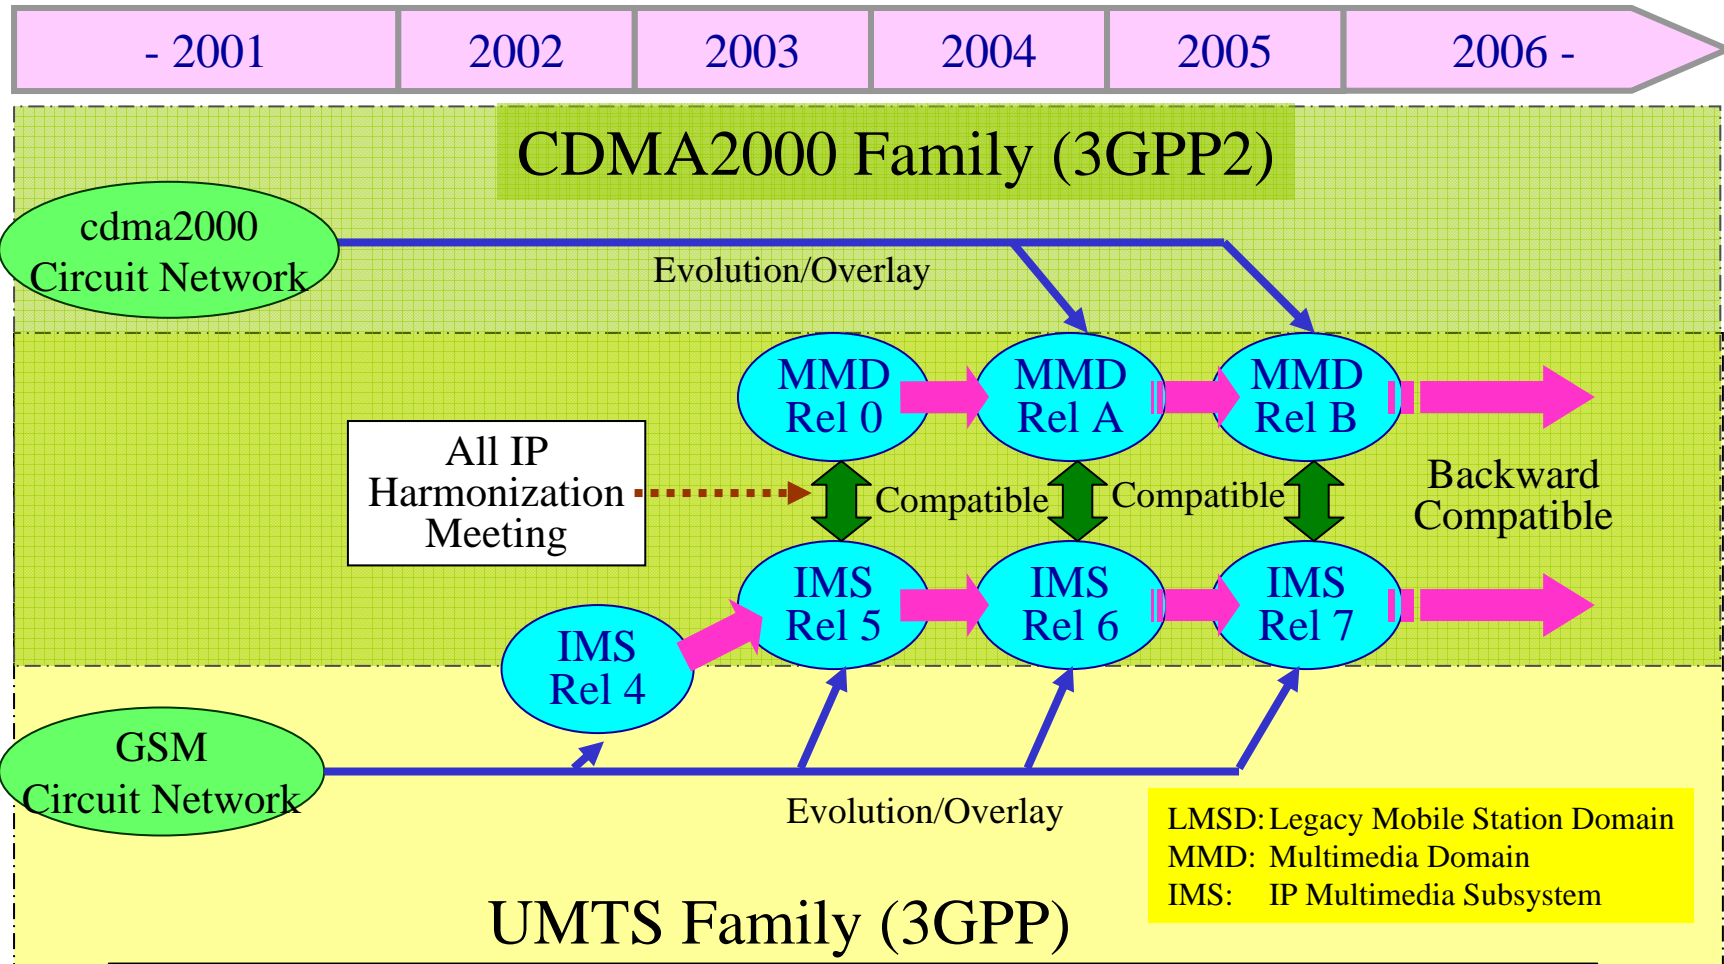 - 2001
2002
2003
2004
2005
2006 -
CDMA2000 Family (3GPP2)
cdma2000
Circuit Network
Evolution/Overlay
MMD
Rel 0
MMD
Rel A
MMD
Rel B
All IP
Harmonization
Meeting
Compatible
Compatible
Backward
Compatible
IMS
Rel 4
IMS
Rel 5
IMS
Rel 6
IMS
Rel 7
GSM
Circuit Network
Evolution/Overlay
LMSD: Legacy Mobile Station Domain
MMD: Multimedia Domain
IMS: IP Multimedia Subsystem
UMTS Family (3GPP)